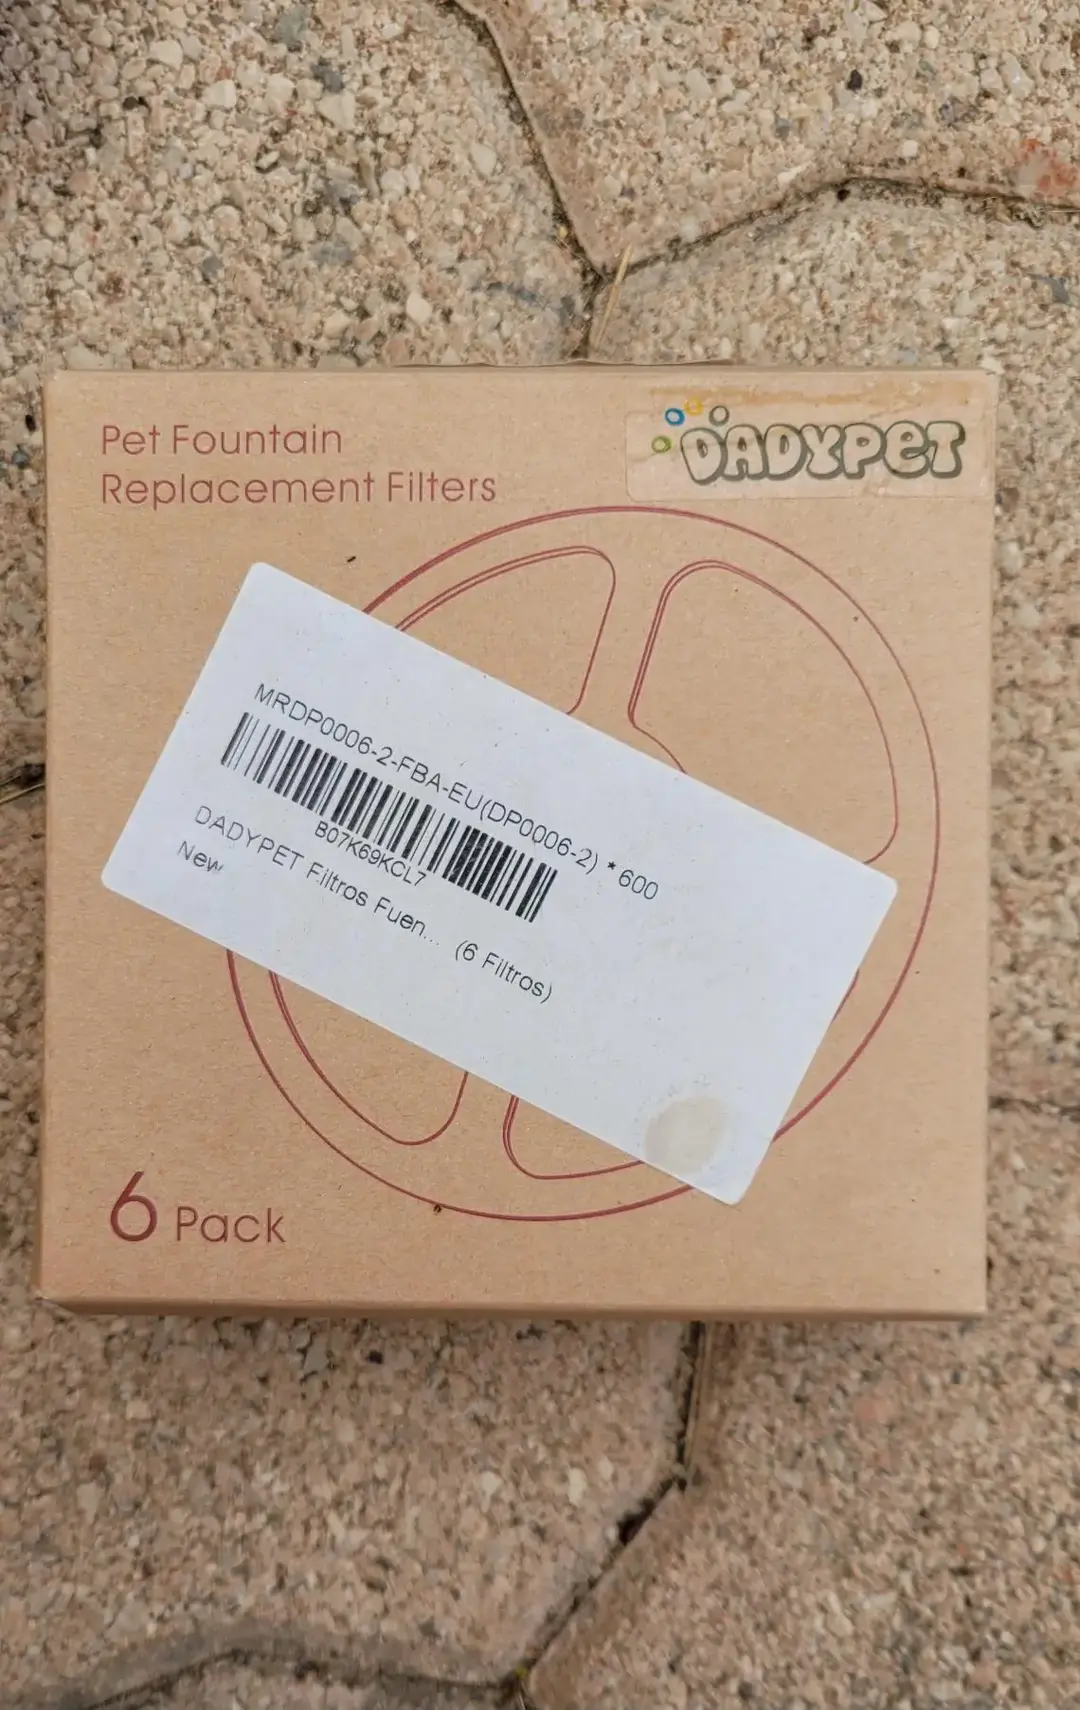 Pet Fountain
Replacement Filters
DADYPET
MRDP0006-2-FBA-EU(DP0006-2) *600
B07K69KCL7
DADYPET Filtros Fuen... (6 Filtros)
New
6 Pack